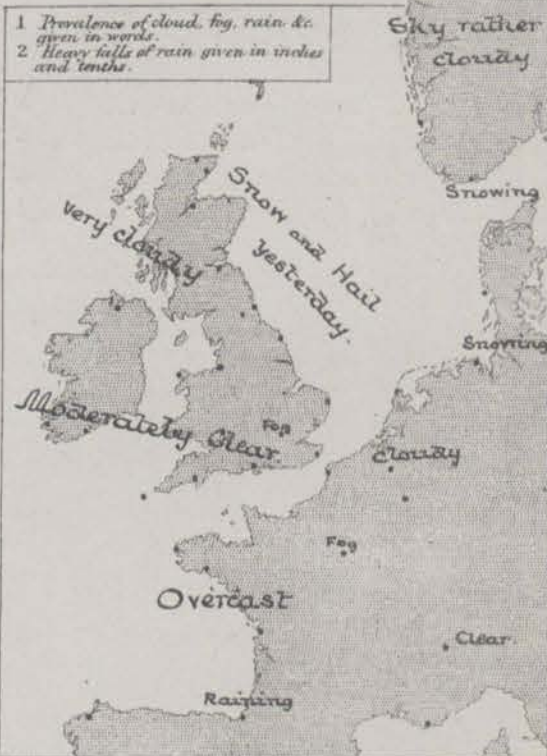 1 Prevalence of cloud, fog, rain &c.
given in words.
2 Heavy falls of rain given in inches
and tenths.
Sky rather
cloudy
Snowing
Snow and Hail
yesterday.
very cloudy
Snowing
Moderately Clear
Fog
cloudy
Fog
Overcast
Clear.
Raining